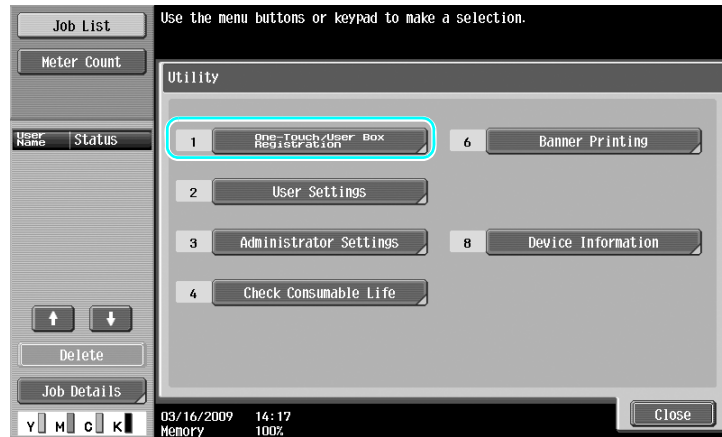 Job List
Meter Count
User Name Status
Delete
Job Details
Y M C K
Use the menu buttons or keypad to make a selection.
Utility
1 One-Touch/User Box Registration
6 Banner Printing
2 User Settings
3 Administrator Settings
8 Device Information
4 Check Consumable Life
03/16/2009 14:17
Memory 100%
Close